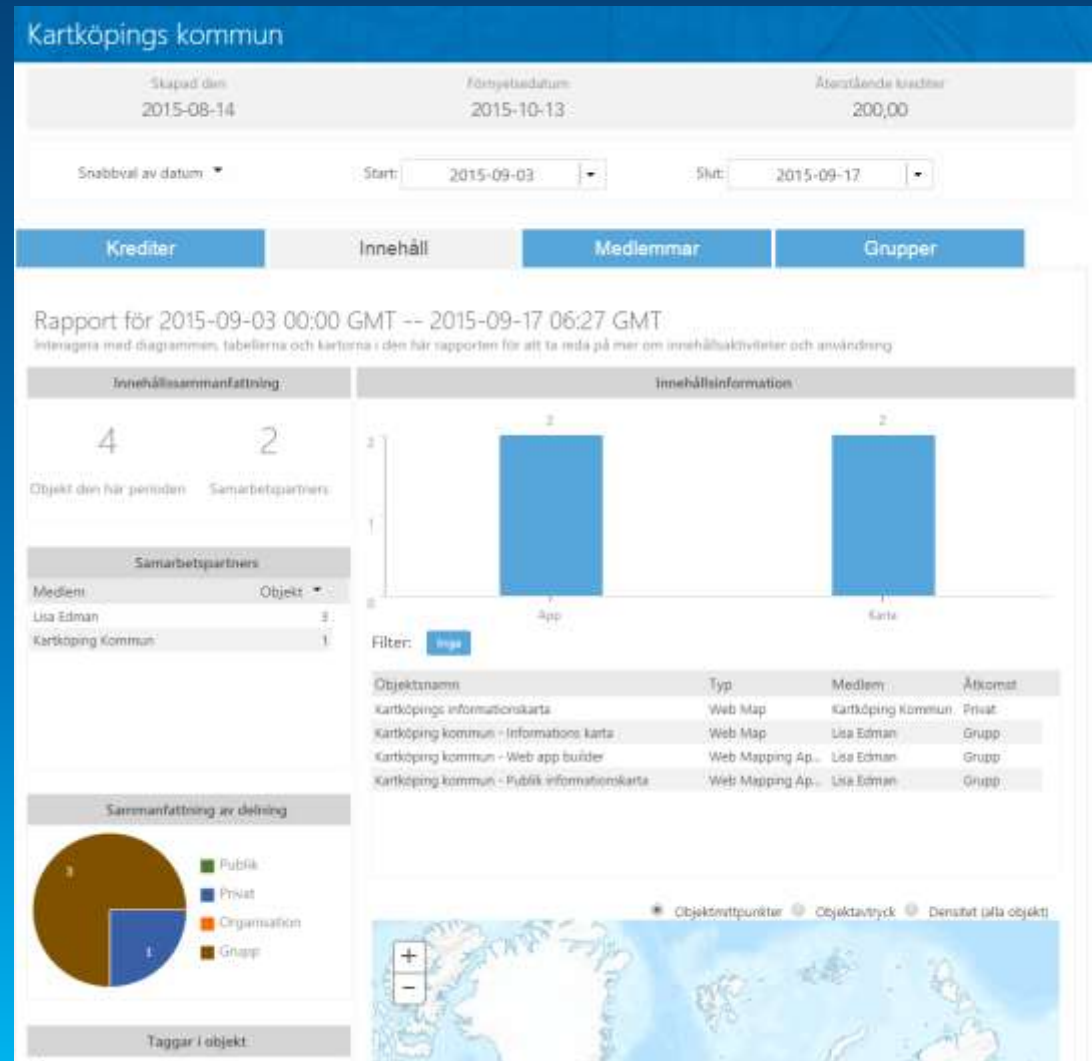 Kartköpings kommun
Skapad den Förnyelsedatum Återstående krediter
2015-08-14 2015-10-13 200,00
Snabbval av datum Start: 2015-09-03 Slut: 2015-09-17
Krediter Innehåll Medlemmar Grupper
Rapport för 2015-09-03 00:00 GMT -- 2015-09-17 06:27 GMT
Interagera med diagrammen, tabellerna och kartorna i den här rapporten för att ta reda på mer om innehållsaktiviteter och användning
Innehållssammanfattning
4 2
Objekt den här perioden Samarbetspartners
Samarbetspartners
Medlem Objekt
Lisa Edman 3
Kartköping Kommun 1
Sammanfattning av delning
3
1
Publik
Privat
Organisation
Grupp
Taggar i objekt
Innehållsinformation
2 2
2
1
0
App Karta
Filter: Inga
Objektsnamn Typ Medlem Åtkomst
Kartköpings informationskarta Web Map Kartköping Kommun Privat
Kartköping kommun - Informations karta Web Map Lisa Edman Grupp
Kartköping kommun - Web app builder Web Mapping Ap... Lisa Edman Grupp
Kartköping kommun - Publik informationskarta Web Mapping Ap... Lisa Edman Grupp
Objektmittpunkter Objektavtryck Densitet (alla objekt)
+
−